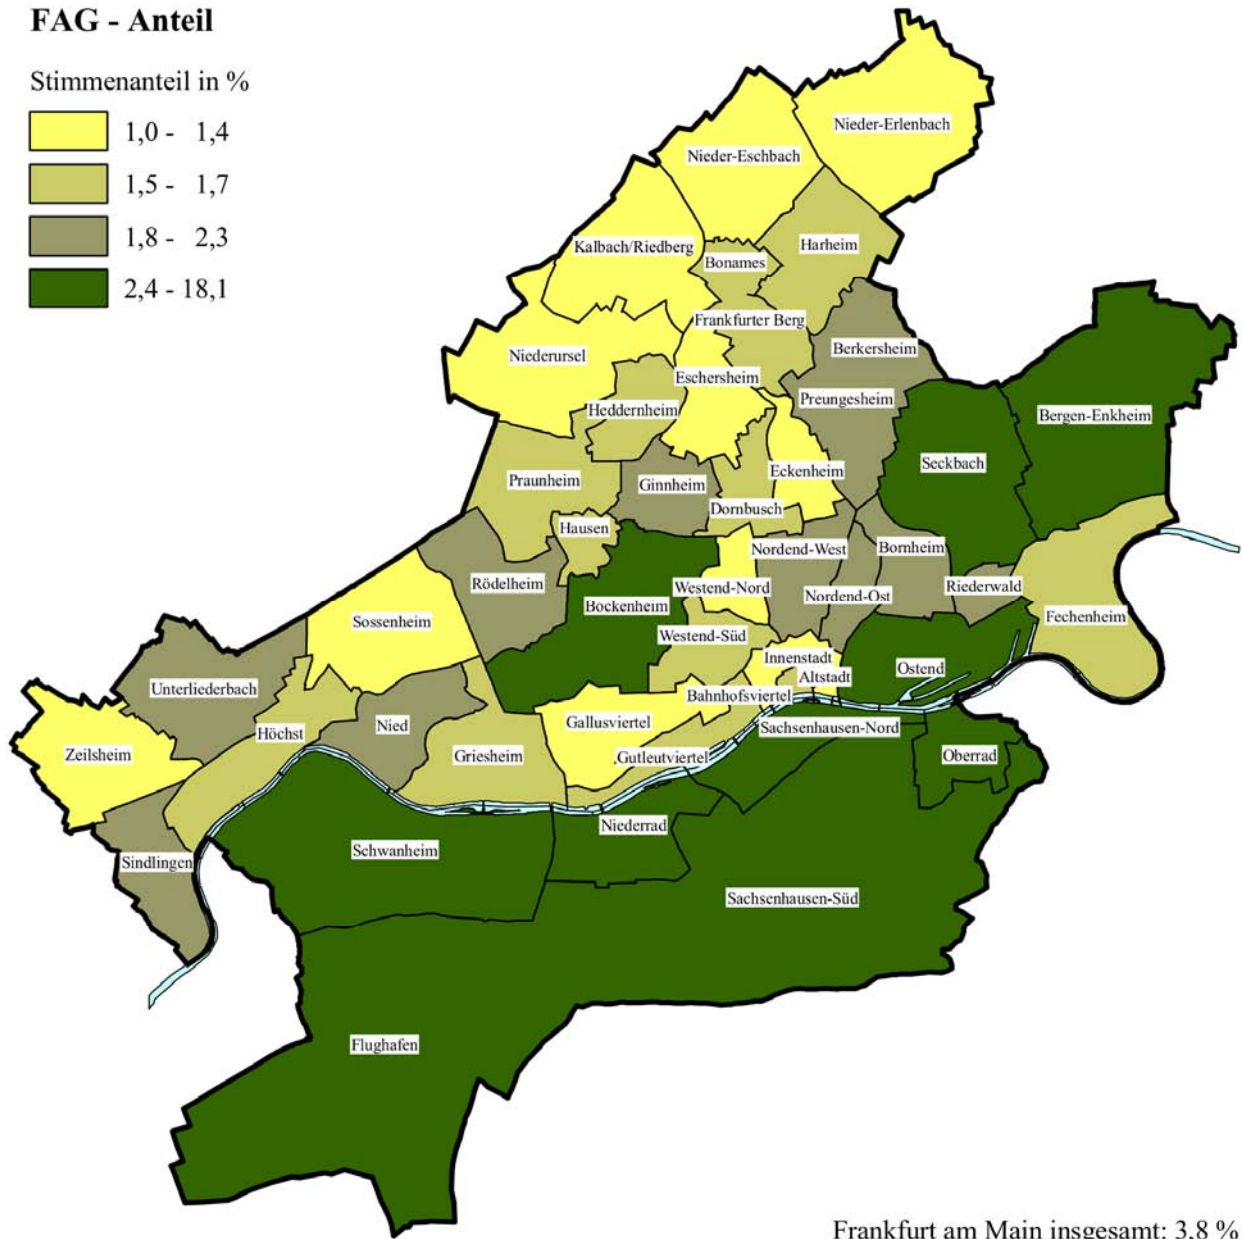 FAG - Anteil
Stimmenanteil in %
1,0 - 1,4
1,5 - 1,7
1,8 - 2,3
2,4 - 18,1
Nieder-Erlenbach
Nieder-Eschbach
Kalbach/Riedberg
Harheim
Bonames
Frankfurter Berg
Berkersheim
Niederursel
Eschersheim
Preungesheim
Heddernheim
Bergen-Enkheim
Seckbach
Eckenheim
Praunheim
Ginnheim
Dornbusch
Hausen
Nordend-West
Bornheim
Rödelheim
Westend-Nord
Riederwald
Nordend-Ost
Bockenheim
Fechenheim
Sossenheim
Westend-Süd
Innenstadt
Ostend
Altstadt
Unterliederbach
Bahnhofsviertel
Gallusviertel
Nied
Sachsenhausen-Nord
Höchst
Zeilsheim
Griesheim
Gutleutviertel
Oberrad
Niederrad
Schwanheim
Sindlingen
Sachsenhausen-Süd
Flughafen
Frankfurt am Main insgesamt: 3,8 %